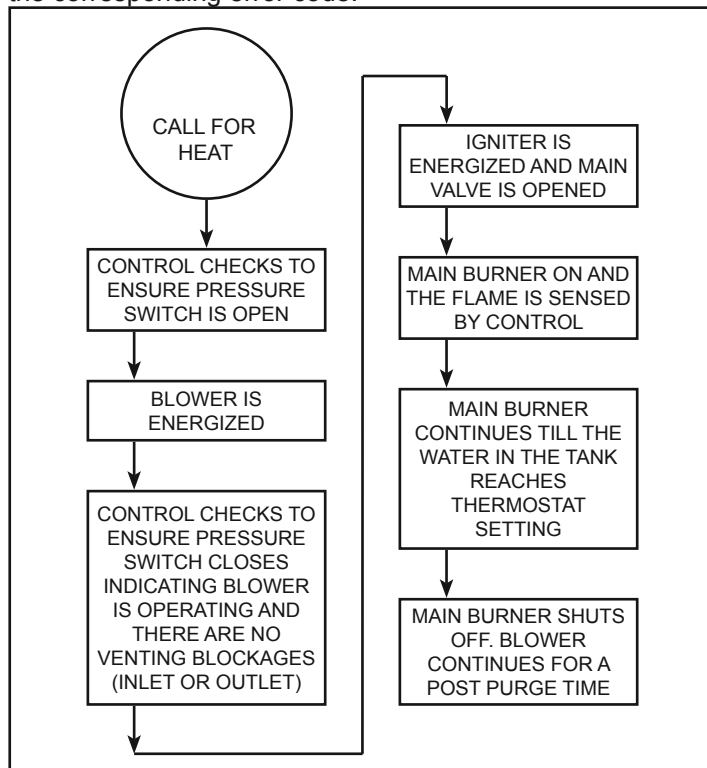 the corresponding error code.
CALL FOR
HEAT
CONTROL CHECKS TO
ENSURE PRESSURE
SWITCH IS OPEN
BLOWER IS
ENERGIZED
CONTROL CHECKS TO
ENSURE PRESSURE
SWITCH CLOSES
INDICATING BLOWER
IS OPERATING AND
THERE ARE NO
VENTING BLOCKAGES
(INLET OR OUTLET)
IGNITER IS
ENERGIZED AND MAIN
VALVE IS OPENED
MAIN BURNER ON AND
THE FLAME IS SENSED
BY CONTROL
MAIN BURNER
CONTINUES TILL THE
WATER IN THE TANK
REACHES
THERMOSTAT
SETTING
MAIN BURNER SHUTS
OFF. BLOWER
CONTINUES FOR A
POST PURGE TIME